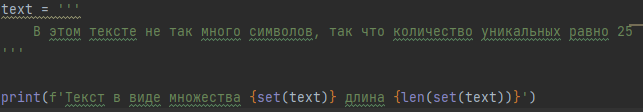 text = '''
    В этом тексте не так много символов, так что количество уникальных равно 25
'''
print(f'Текст в виде множества {set(text)} длина {len(set(text))}')